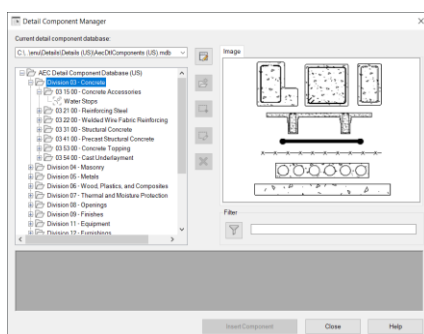 Detail Component Manager
Current detail component database:
C:\...\enu\Details\Details (US)\AecDtlComponents (US).mdb
Image
AEC Detail Component Database (US)
Division 03 - Concrete
03 15 00 - Concrete Accessories
Water Stops
03 21 00 - Reinforcing Steel
03 22 00 - Welded Wire Fabric Reinforcing
03 31 00 - Structural Concrete
03 41 00 - Precast Structural Concrete
03 53 00 - Concrete Topping
03 54 00 - Cast Underlayment
Division 04 - Masonry
Division 05 - Metals
Division 06 - Wood, Plastics, and Composites
Division 07 - Thermal and Moisture Protection
Division 08 - Openings
Division 09 - Finishes
Division 11 - Equipment
Division 12 - Furnishings
Filter
Insert Component
Close
Help